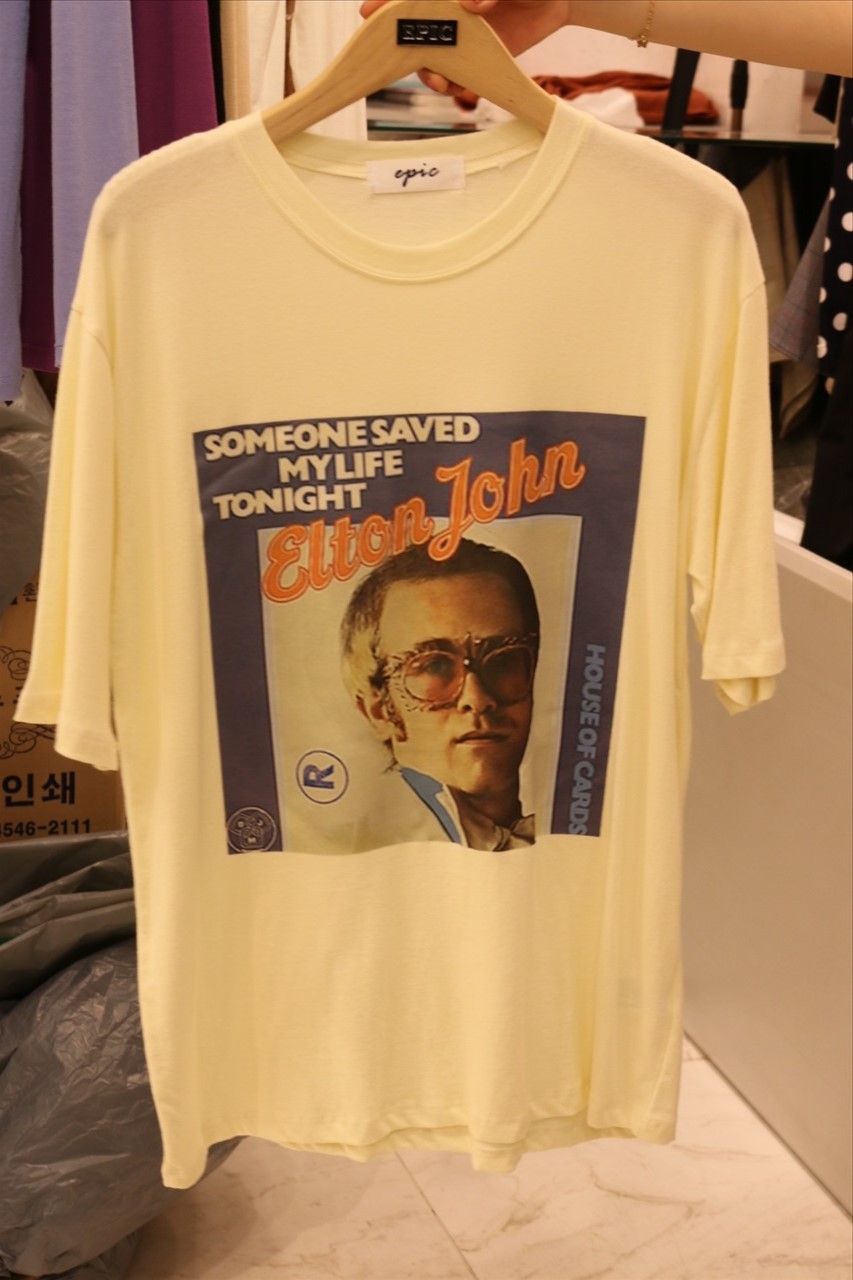 EPIC
epic
SOMEONE SAVED
MY LIFE
TONIGHT
Elton John
HOUSE OF CARDS
R
인쇄
546-2111